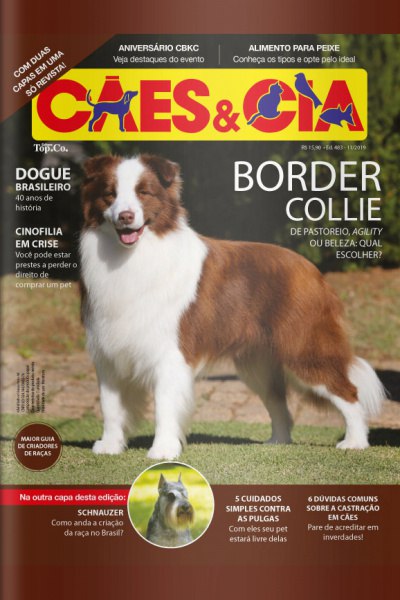 COM DUAS
CAPAS EM UMA
SÓ REVISTA!
ANIVERSÁRIO CBKC
Veja destaques do evento
ALIMENTO PARA PEIXE
Conheça os tipos e opte pelo ideal
CÃES & CIA
Top.Co.
R$ 15,90 - Ed. 483 - 11/2019
DOGUE
BRASILEIRO
40 anos de
história
CINOFILIA
EM CRISE
Você pode estar
prestes a perder o
direito de
comprar um pet
BORDER
COLLIE
DE PASTOREIO, AGILITY
OU BELEZA: QUAL
ESCOLHER?
MAIOR GUIA
DE CRIADORES
DE RAÇAS
Na outra capa desta edição:
SCHNAUZER
Como anda a criação
da raça no Brasil?
5 CUIDADOS
SIMPLES CONTRA
AS PULGAS
Com eles seu pet
estará livre delas
6 DÚVIDAS COMUNS
SOBRE A CASTRAÇÃO
EM CÃES
Pare de acreditar em
inverdades!